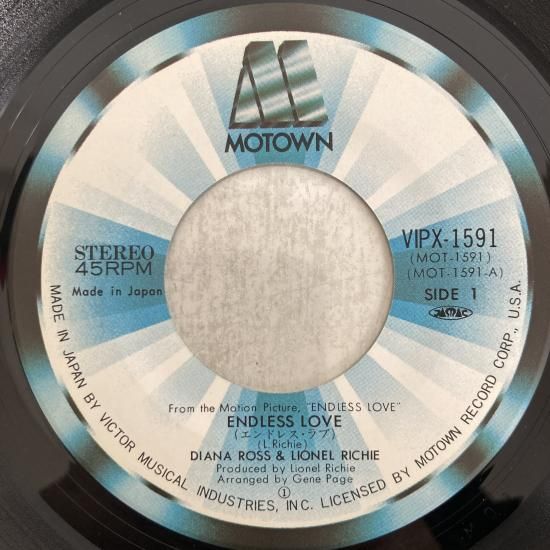 MOTOWN
STEREO
45RPM
Made in Japan
VIPX-1591
(MOT-1591)
(MOT-1591-A)
SIDE 1
JASRAC
From the Motion Picture, "ENDLESS LOVE"
ENDLESS LOVE
(エンドレス・ラブ)
(L.Richie)
DIANA ROSS & LIONEL RICHIE
Produced by Lionel Richie
Arranged by Gene Page
①
MADE IN JAPAN BY VICTOR MUSICAL INDUSTRIES, INC. LICENSED BY MOTOWN RECORD CORP., U.S.A.